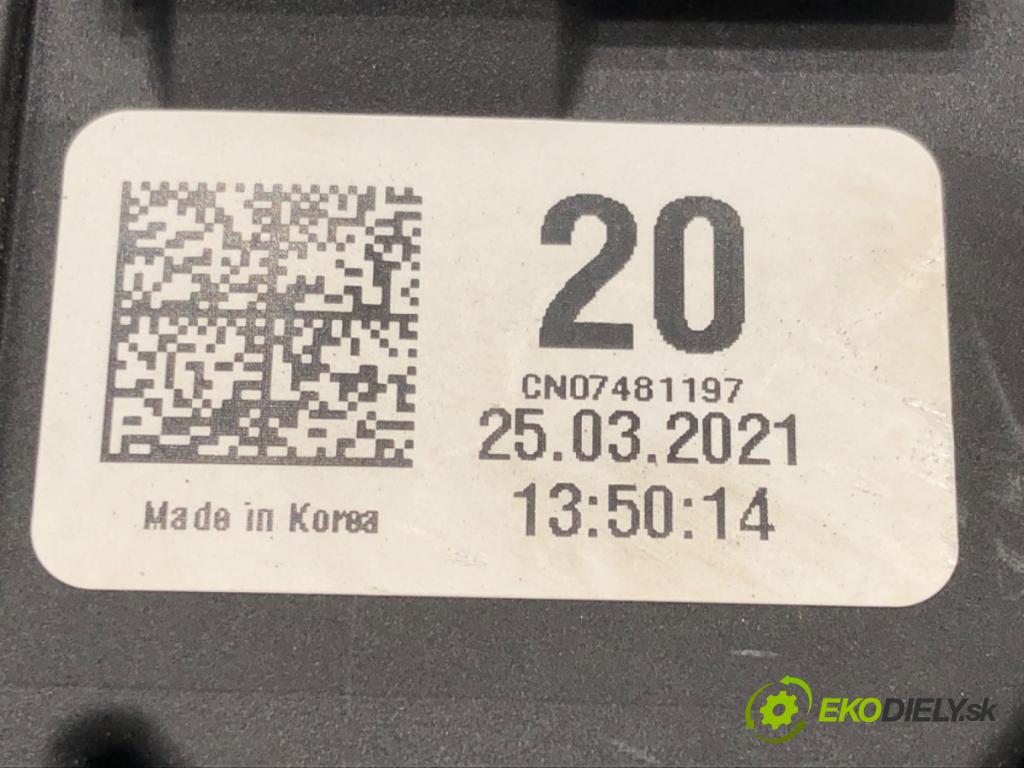 20
CN07481197
25.03.2021
13:50:14
Made in Korea
EKODIELY.sk